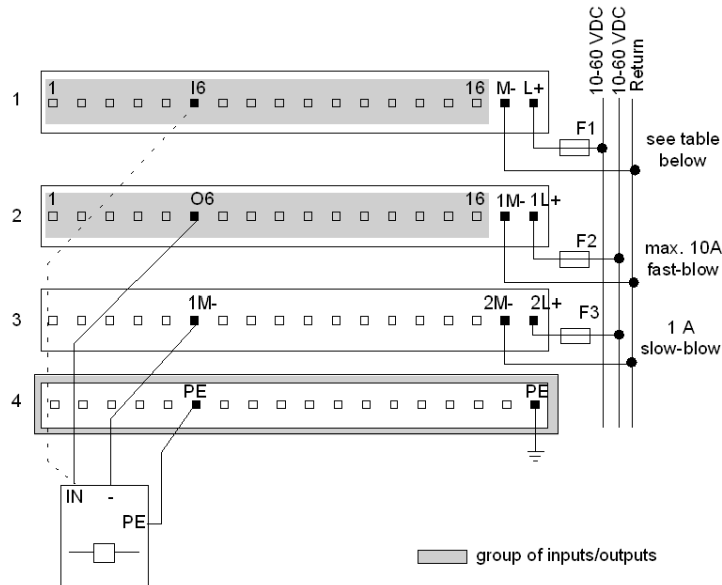 10-60 VDC
10-60 VDC
Return
1
1
I6
16
M-
L+
F1
see table
below
2
1
O6
16
1M-
1L+
F2
max. 10A
fast-blow
3
1M-
2M-
2L+
F3
1 A
slow-blow
4
PE
PE
IN
-
PE
group of inputs/outputs